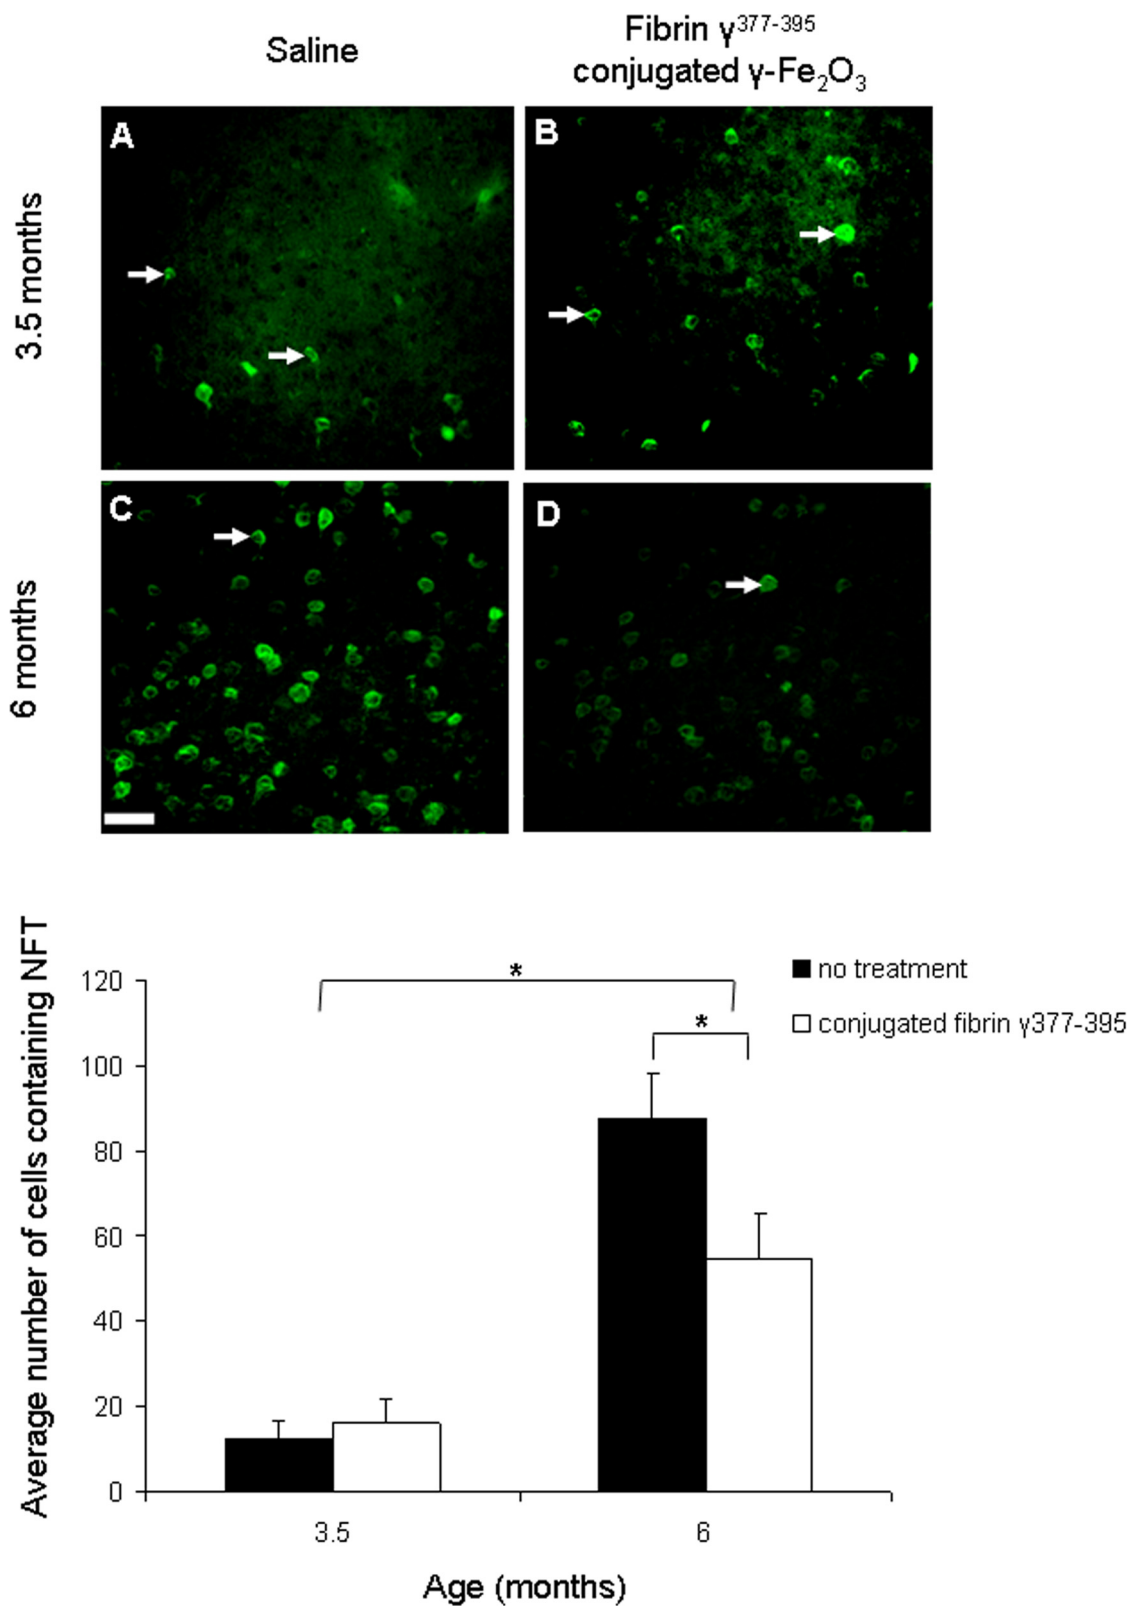 Saline
Fibrin γ377-395
conjugated γ-Fe2O3
3.5 months
A
B
6 months
C
D
Average number of cells containing NFT
120
100
80
60
40
20
0
*
*
no treatment
conjugated fibrin γ377-395
3.5
6
Age (months)